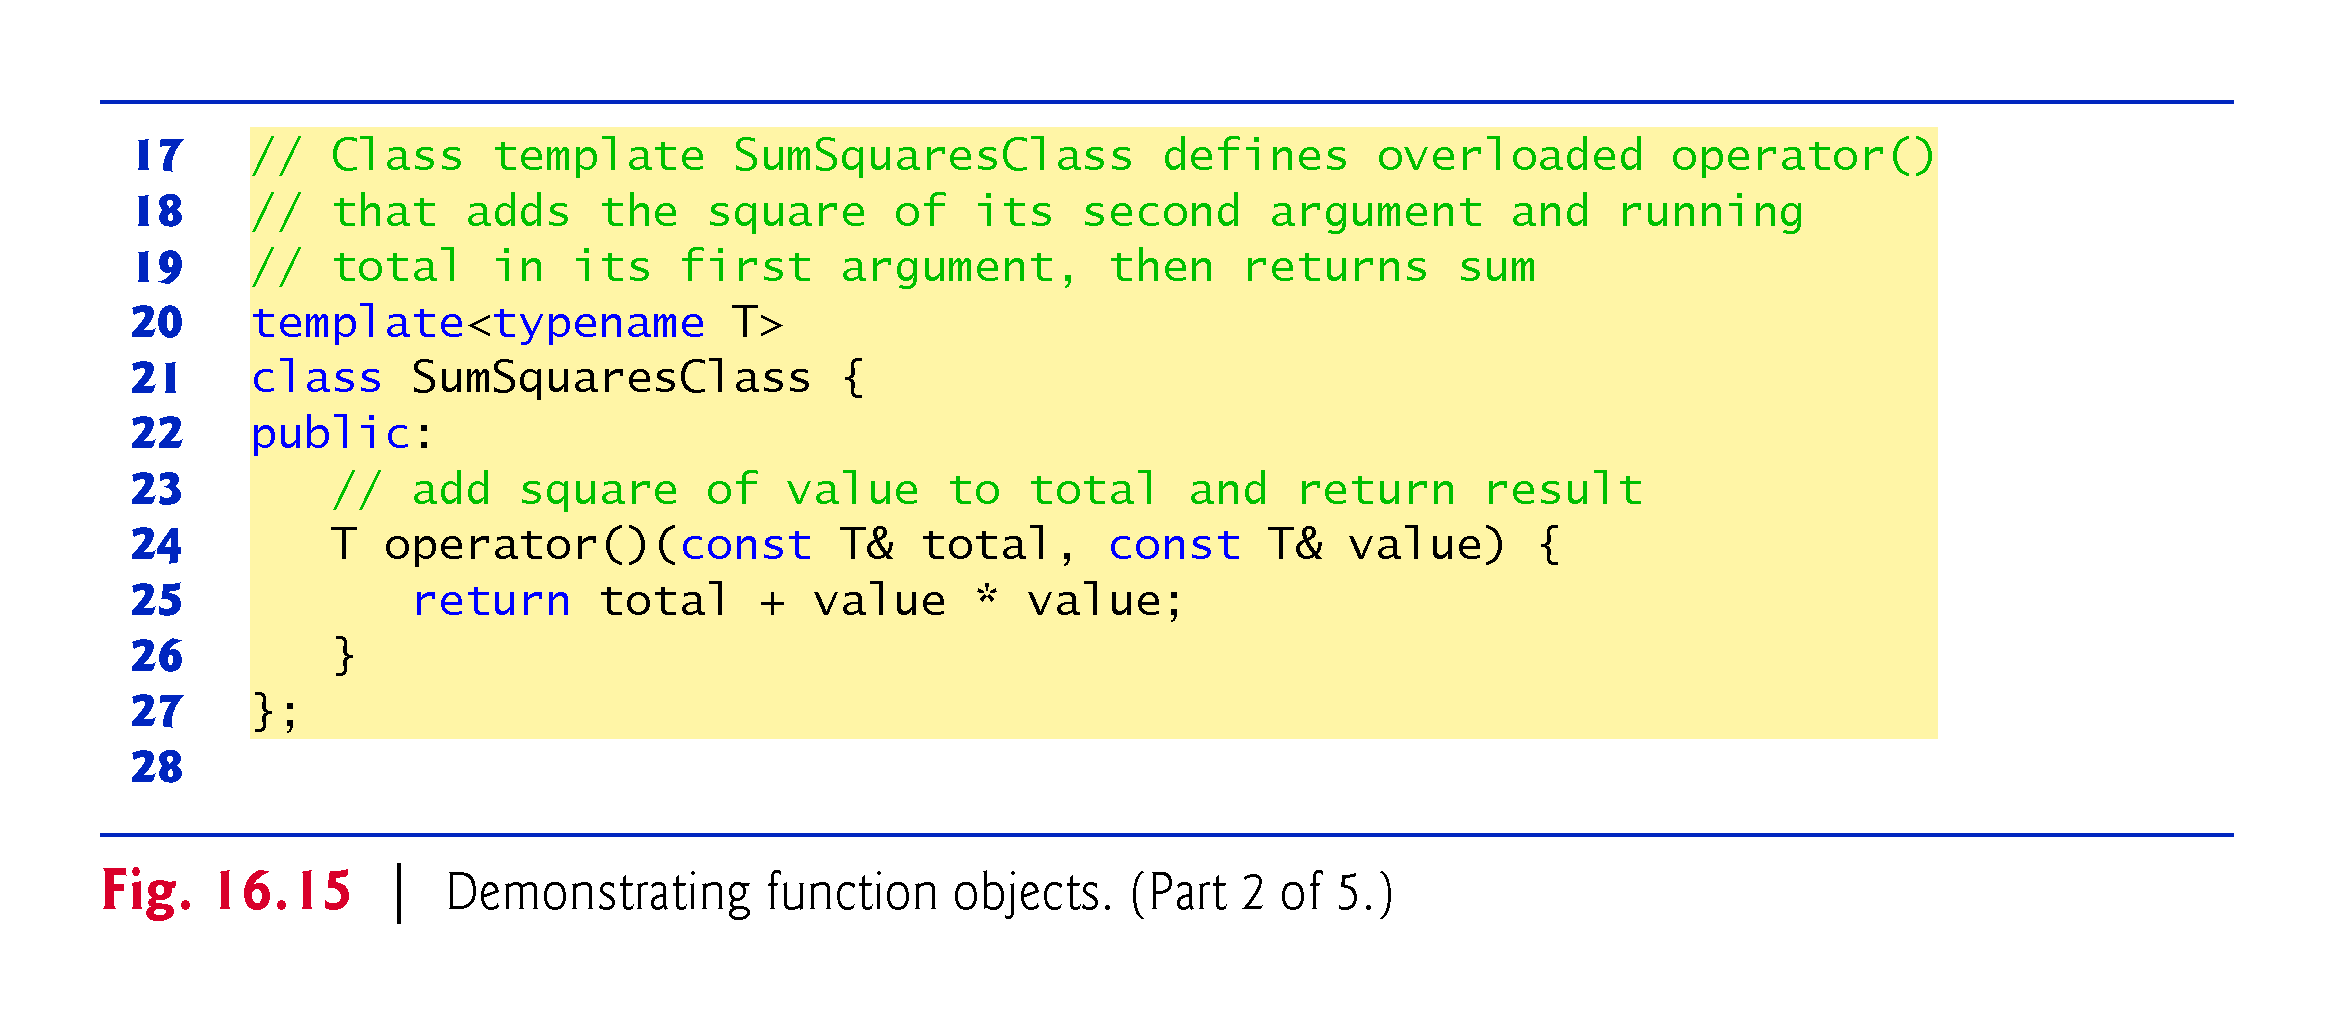 17 // Class template SumSquaresClass defines overloaded operator()
18 // that adds the square of its second argument and running
19 // total in its first argument, then returns sum
20 template<typename T>
21 class SumSquaresClass {
22 public:
23    // add square of value to total and return result
24    T operator()(const T& total, const T& value) {
25       return total + value * value;
26    }
27 };
28
Fig. 16.15 | Demonstrating function objects. (Part 2 of 5.)